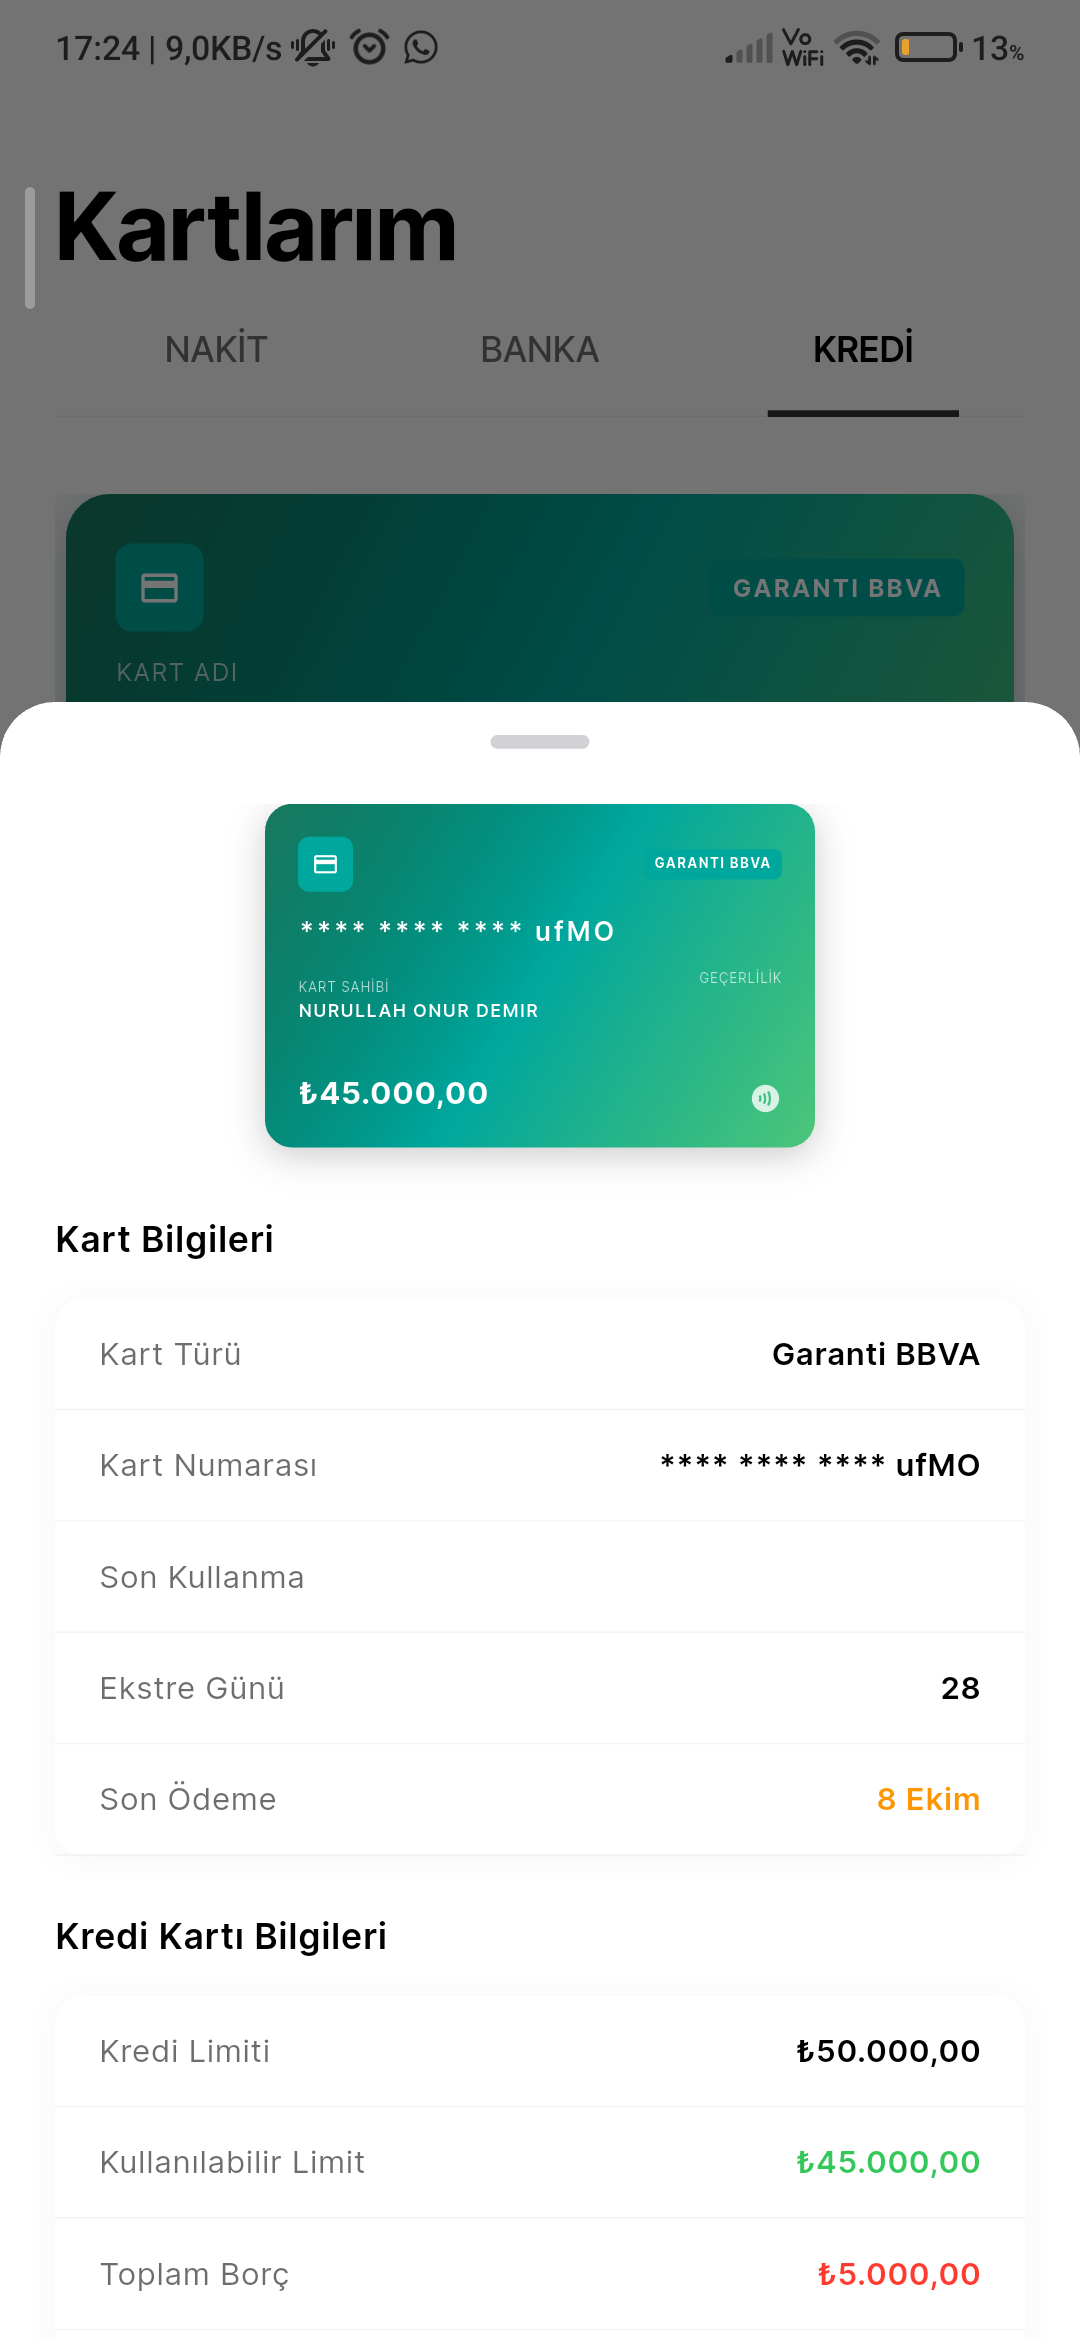 17:24 | 9,0KB/s
Vo WiFi
13%
Kartlarım
NAKİT BANKA KREDİ
GARANTI BBVA
KART ADI
GARANTI BBVA
**** **** **** ufMO
GEÇERLİLİK
KART SAHİBİ
NURULLAH ONUR DEMIR
₺45.000,00
Kart Bilgileri
Kart Türü Garanti BBVA
Kart Numarası **** **** **** ufMO
Son Kullanma
Ekstre Günü 28
Son Ödeme 8 Ekim
Kredi Kartı Bilgileri
Kredi Limiti ₺50.000,00
Kullanılabilir Limit ₺45.000,00
Toplam Borç ₺5.000,00